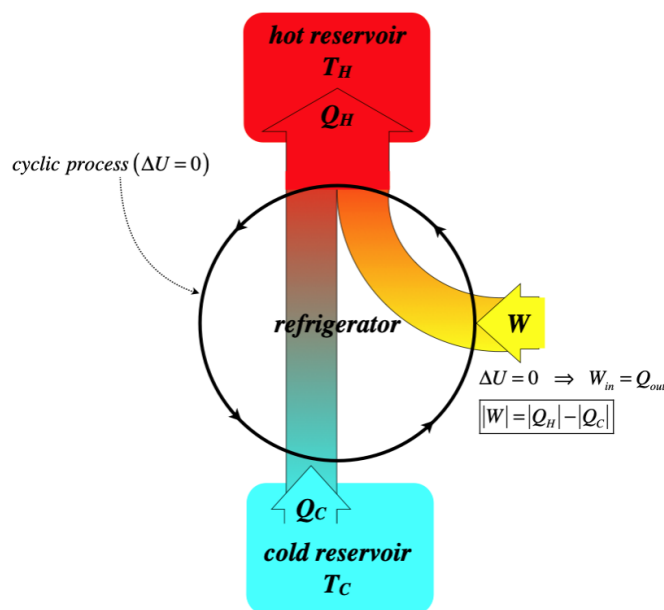 hot reservoir
T_H
Q_H
cyclic process (ΔU = 0)
refrigerator
W
ΔU = 0 ⇒ W_in = Q_out
|W| = |Q_H| − |Q_C|
Q_C
cold reservoir
T_C